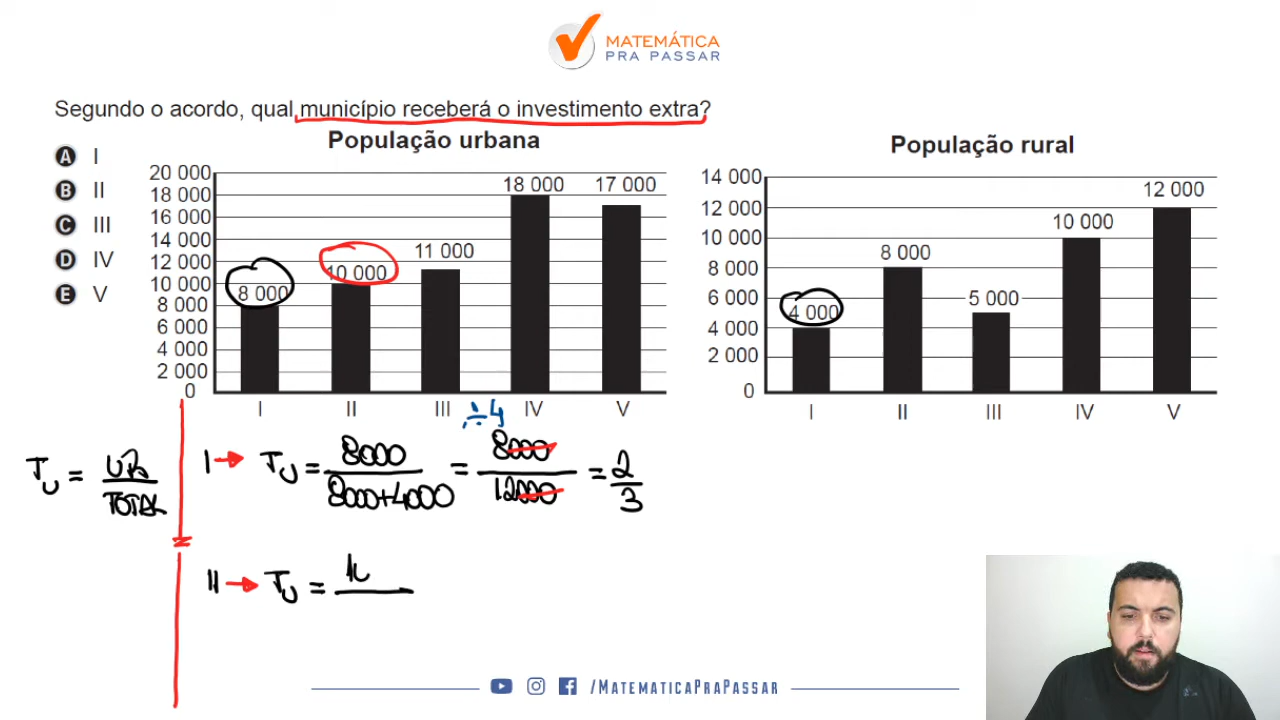 MATEMÁTICA
PRA PASSAR
Segundo o acordo, qual município receberá o investimento extra?
A I
B II
C III
D IV
E V
População urbana
20 000
18 000
16 000
14 000
12 000
10 000
8 000
6 000
4 000
2 000
0
8 000
10 000
11 000
18 000
17 000
I II III IV V
População rural
14 000
12 000
10 000
8 000
6 000
4 000
2 000
0
4 000
8 000
5 000
10 000
12 000
I II III IV V
÷4
TU = URB/TOTAL
I → TU = 8000/8000+4000 = 8000/12000 = 2/3
II → TU =
/MATEMATICAPRAPASSAR